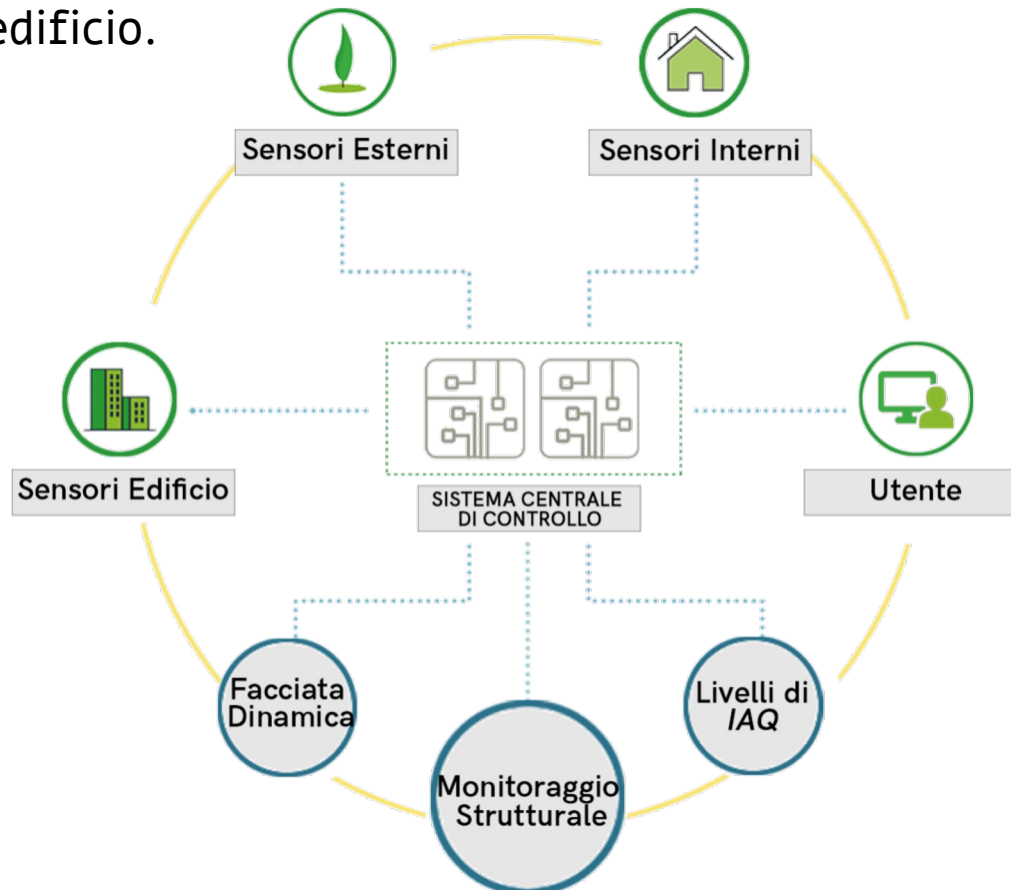 edificio.
Sensori Esterni
Sensori Interni
Sensori Edificio
Utente
SISTEMA CENTRALE
DI CONTROLLO
Facciata
Dinamica
Livelli di
IAQ
Monitoraggio
Strutturale